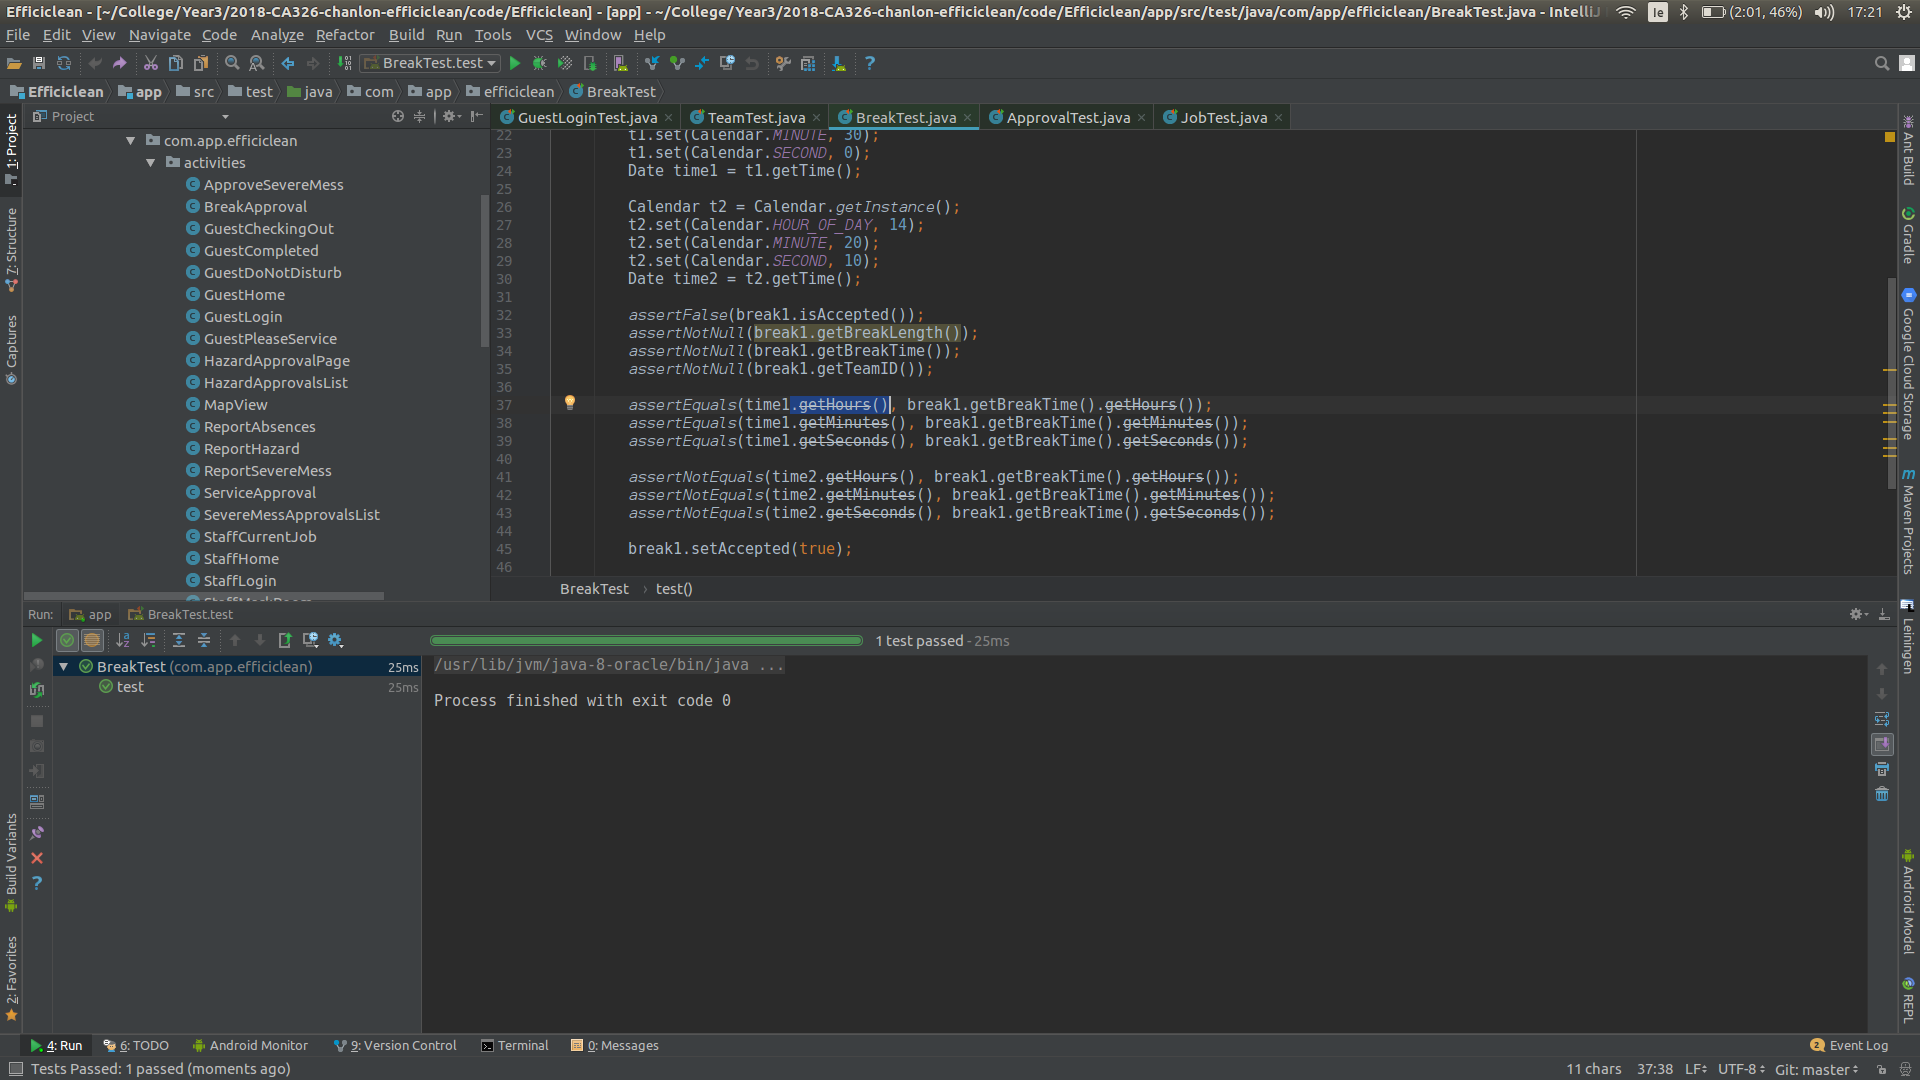 Efficiclean - [~/College/Year3/2018-CA326-chanlon-efficiclean/code/Efficiclean] - [app] - ~/College/Year3/2018-CA326-chanlon-efficiclean/code/Efficiclean/app/src/test/java/com/app/efficiclean/BreakTest.java - IntelliJ
Ie (2:01, 46%) 17:21
File Edit View Navigate Code Analyze Refactor Build Run Tools VCS Window Help
BreakTest.test
Efficiclean app src test java com app efficiclean BreakTest
Project
GuestLoginTest.java TeamTest.java BreakTest.java ApprovalTest.java JobTest.java
1: Project
7: Structure
Captures
Build Variants
2: Favorites
com.app.efficiclean
activities
ApproveSevereMess
BreakApproval
GuestCheckingOut
GuestCompleted
GuestDoNotDisturb
GuestHome
GuestLogin
GuestPleaseService
HazardApprovalPage
HazardApprovalsList
MapView
ReportAbsences
ReportHazard
ReportSevereMess
ServiceApproval
SevereMessApprovalsList
StaffCurrentJob
StaffHome
StaffLogin
22 t1.set(Calendar.MINUTE, 30);
23 t1.set(Calendar.SECOND, 0);
24 Date time1 = t1.getTime();
25
26 Calendar t2 = Calendar.getInstance();
27 t2.set(Calendar.HOUR_OF_DAY, 14);
28 t2.set(Calendar.MINUTE, 20);
29 t2.set(Calendar.SECOND, 10);
30 Date time2 = t2.getTime();
31
32 assertFalse(break1.isAccepted());
33 assertNotNull(break1.getBreakLength());
34 assertNotNull(break1.getBreakTime());
35 assertNotNull(break1.getTeamID());
36
37 assertEquals(time1.getHours(), break1.getBreakTime().getHours());
38 assertEquals(time1.getMinutes(), break1.getBreakTime().getMinutes());
39 assertEquals(time1.getSeconds(), break1.getBreakTime().getSeconds());
40
41 assertNotEquals(time2.getHours(), break1.getBreakTime().getHours());
42 assertNotEquals(time2.getMinutes(), break1.getBreakTime().getMinutes());
43 assertNotEquals(time2.getSeconds(), break1.getBreakTime().getSeconds());
44
45 break1.setAccepted(true);
46
BreakTest test()
Ant Build
Gradle
Google Cloud Storage
Maven Projects
Leiningen
Android Model
REPL
Run: app BreakTest.test
1 test passed - 25ms
BreakTest (com.app.efficiclean) 25ms
test 25ms
/usr/lib/jvm/java-8-oracle/bin/java ...
Process finished with exit code 0
4: Run 6: TODO Android Monitor 9: Version Control Terminal 0: Messages 2 Event Log
Tests Passed: 1 passed (moments ago) 11 chars 37:38 LF UTF-8 Git: master